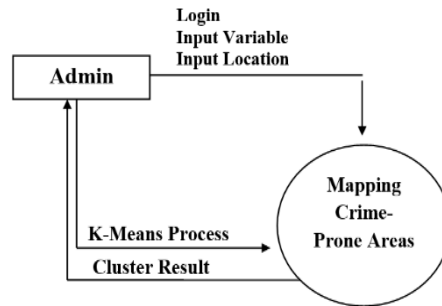 Login
Input Variable
Input Location
Admin
Mapping
Crime-
Prone Areas
K-Means Process
Cluster Result